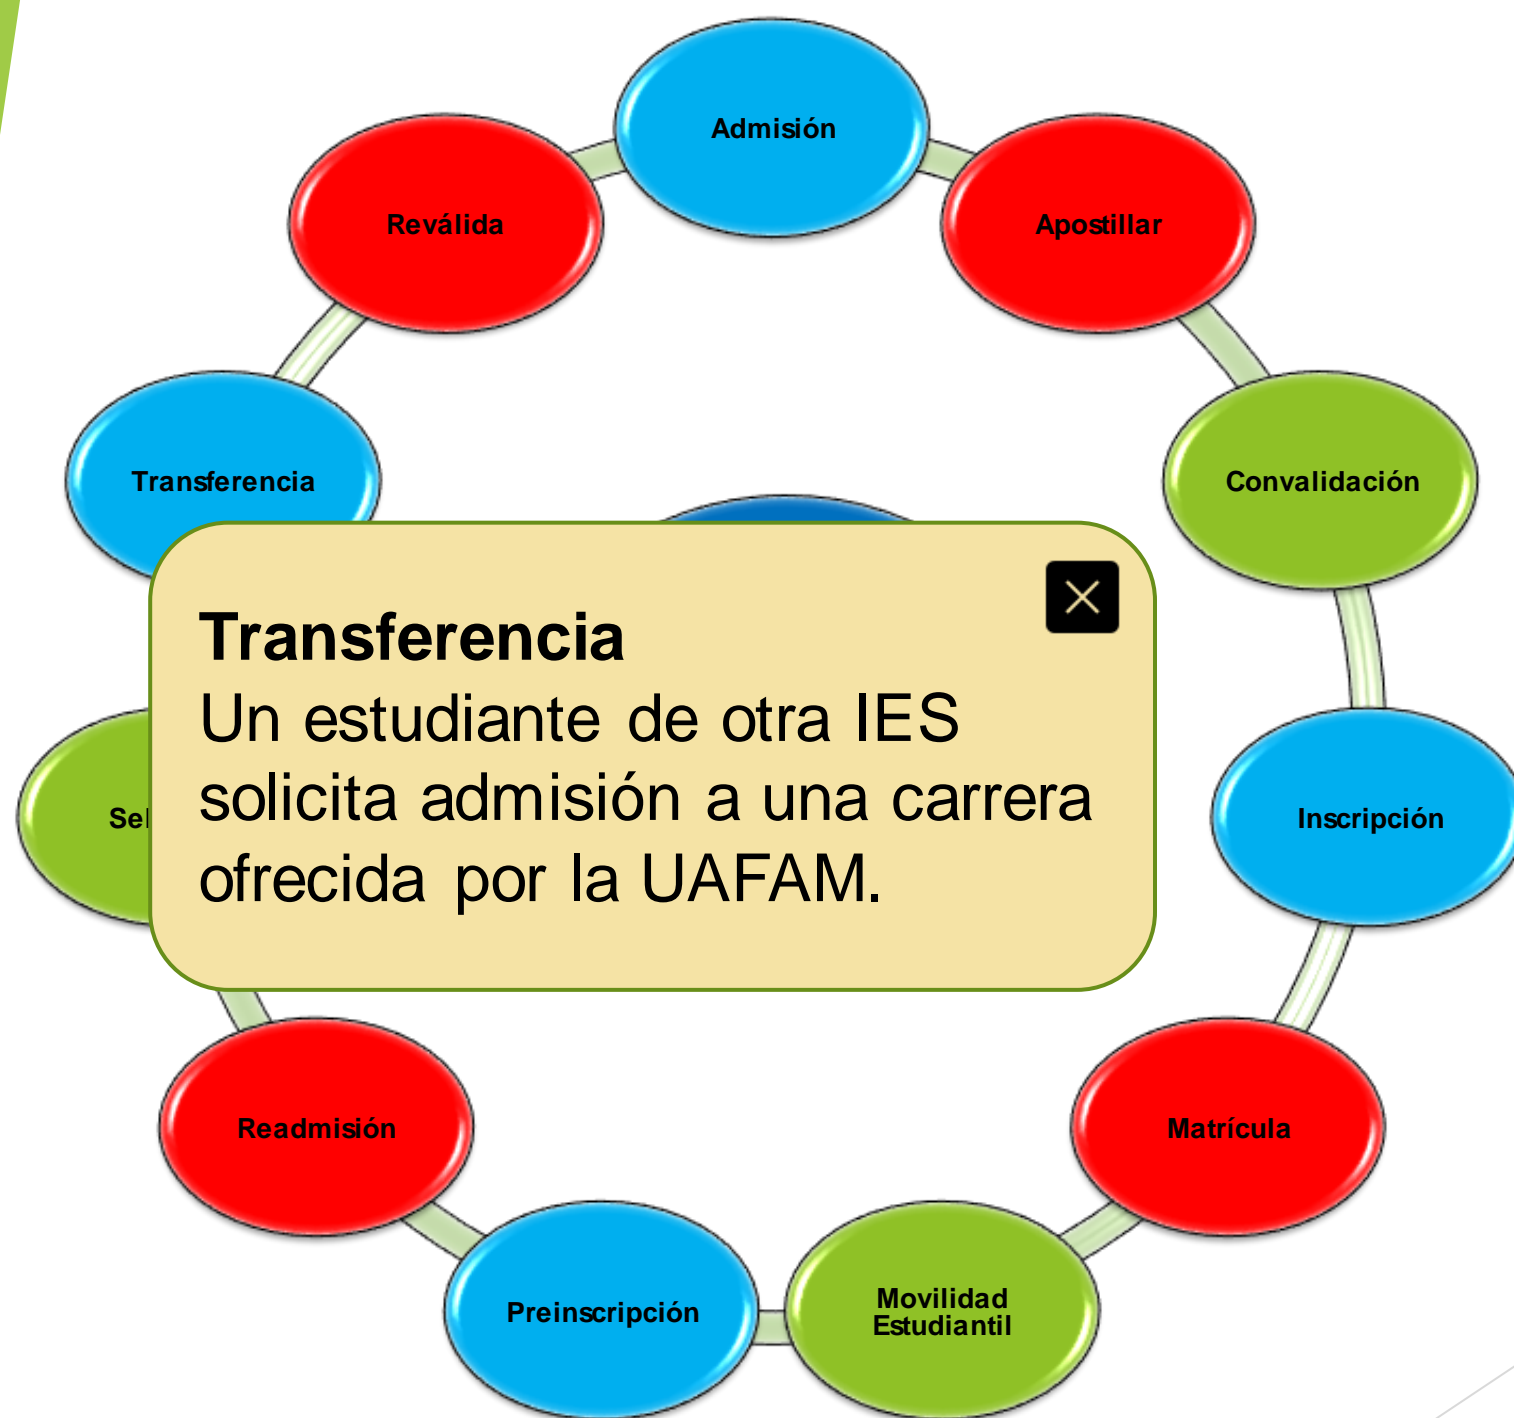 Admisión
Reválida
Apostillar
Transferencia
Convalidación
Transferencia
Un estudiante de otra IES
solicita admisión a una carrera
ofrecida por la UAFAM.
Inscripción
Readmisión
Matrícula
Preinscripción
Movilidad
Estudiantil